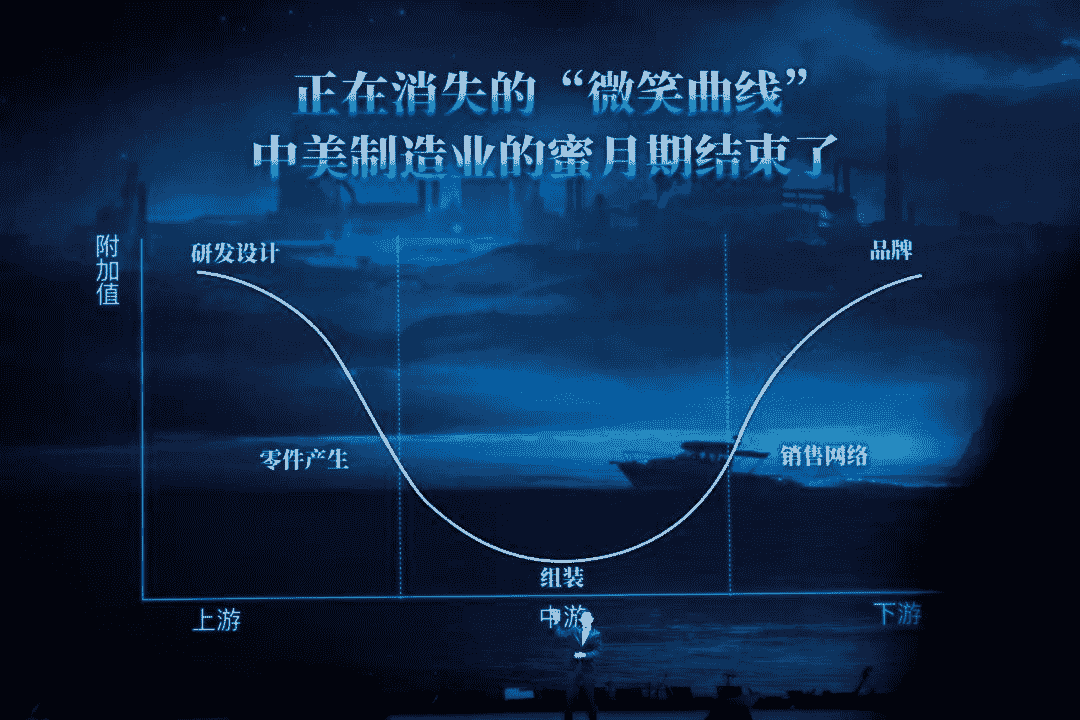 正在消失的“微笑曲线”
中美制造业的蜜月期结束了
附加值
研发设计
品牌
零件产生
销售网络
组装
上游
中游
下游